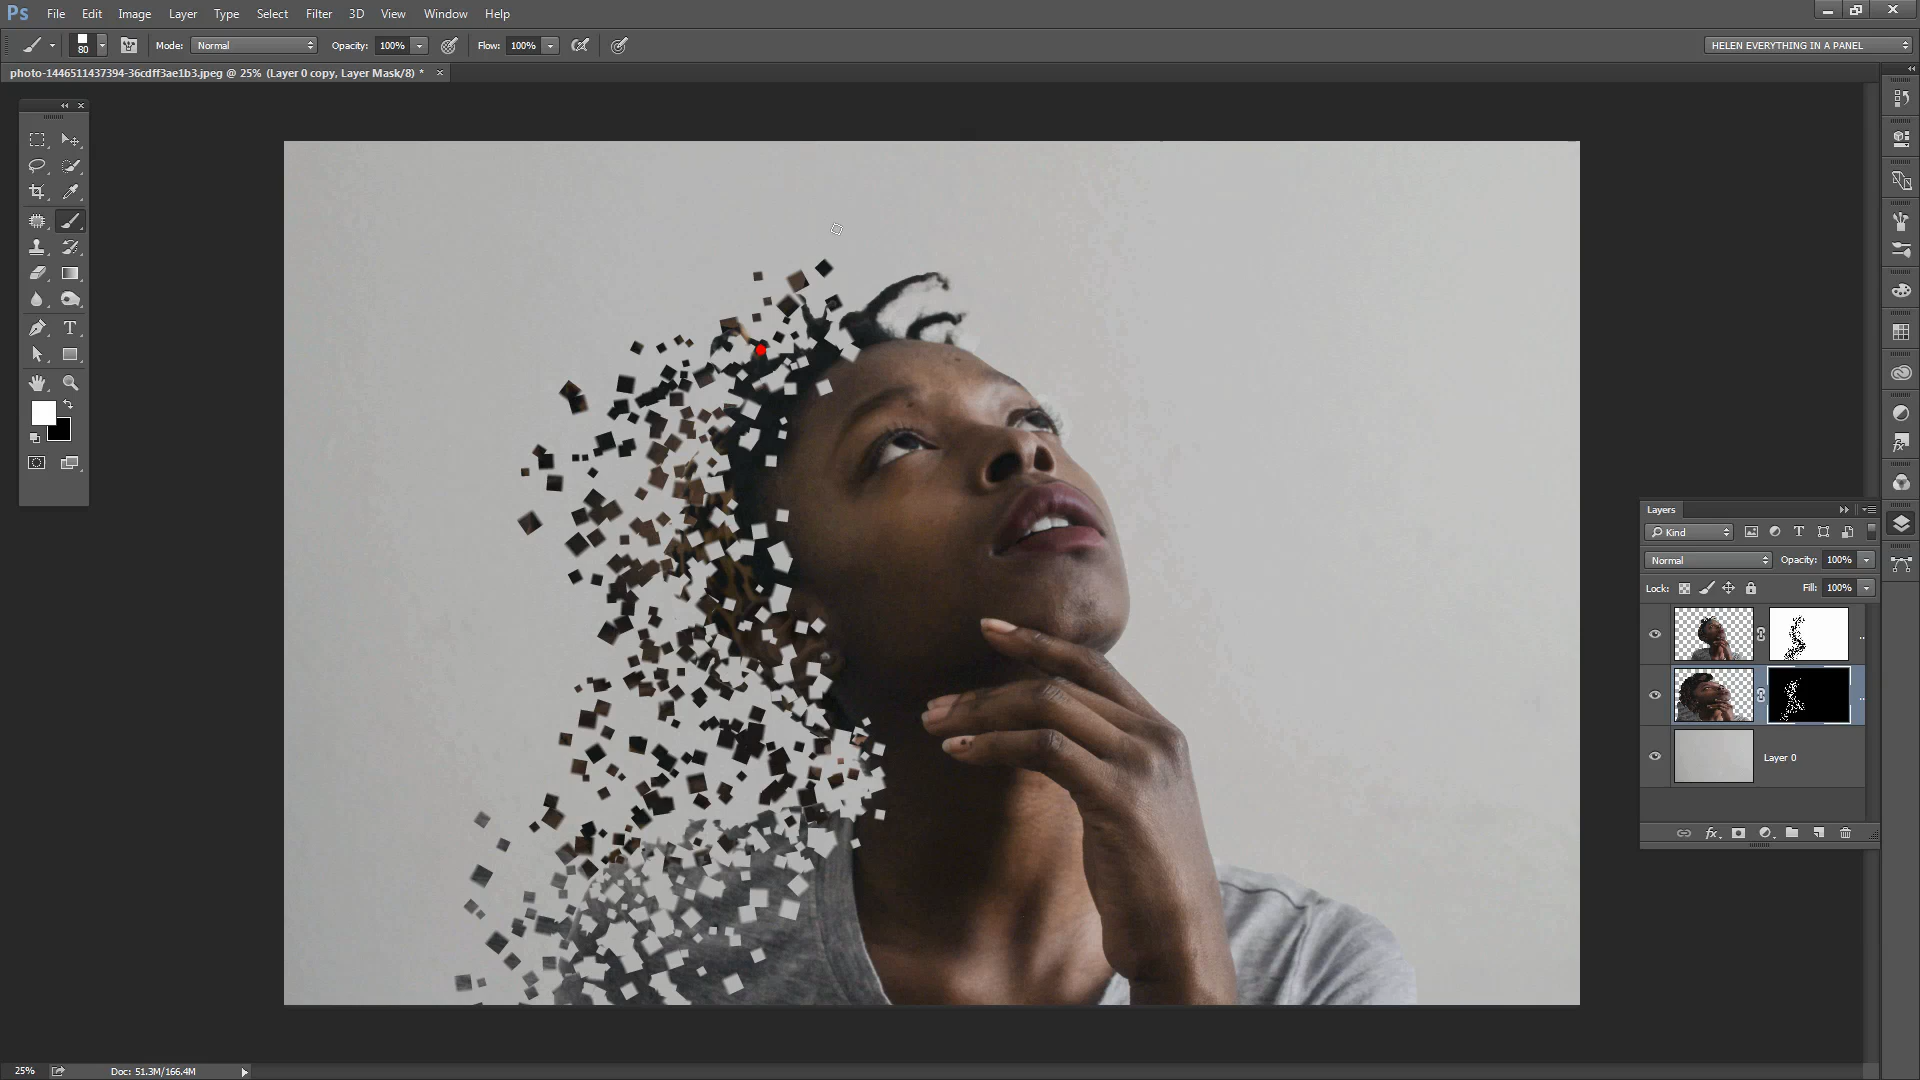 Ps File Edit Image Layer Type Select Filter 3D View Window Help
80 Mode: Normal Opacity: 100% Flow: 100% HELEN EVERYTHING IN A PANEL
photo-1446511437394-36cdff3ae1b3.jpeg @ 25% (Layer 0 copy, Layer Mask/8) *
Layers
Kind
Normal Opacity: 100%
Lock: Fill: 100%
Layer 0
25% Doc: 51.3M/166.4M